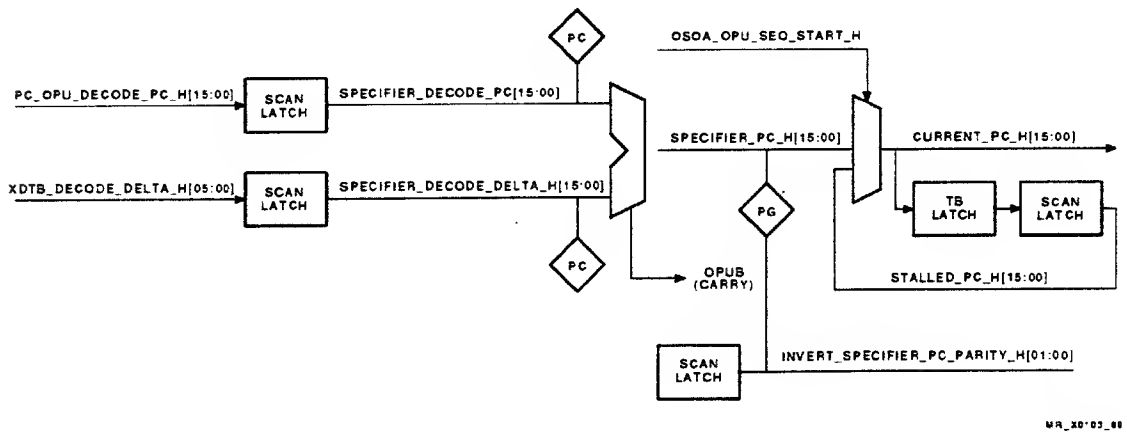 PC
OSOA_OPU_SEQ_START_H
PC_OPU_DECODE_PC_H[15:00]
SCAN
LATCH
SPECIFIER_DECODE_PC[15:00]
SPECIFIER_PC_H[15:00]
CURRENT_PC_H[15:00]
XDTB_DECODE_DELTA_H[05:00]
SCAN
LATCH
SPECIFIER_DECODE_DELTA_H[15:00]
PG
TB
LATCH
SCAN
LATCH
PC
OPUB
(CARRY)
STALLED_PC_H[15:00]
SCAN
LATCH
INVERT_SPECIFIER_PC_PARITY_H[01:00]